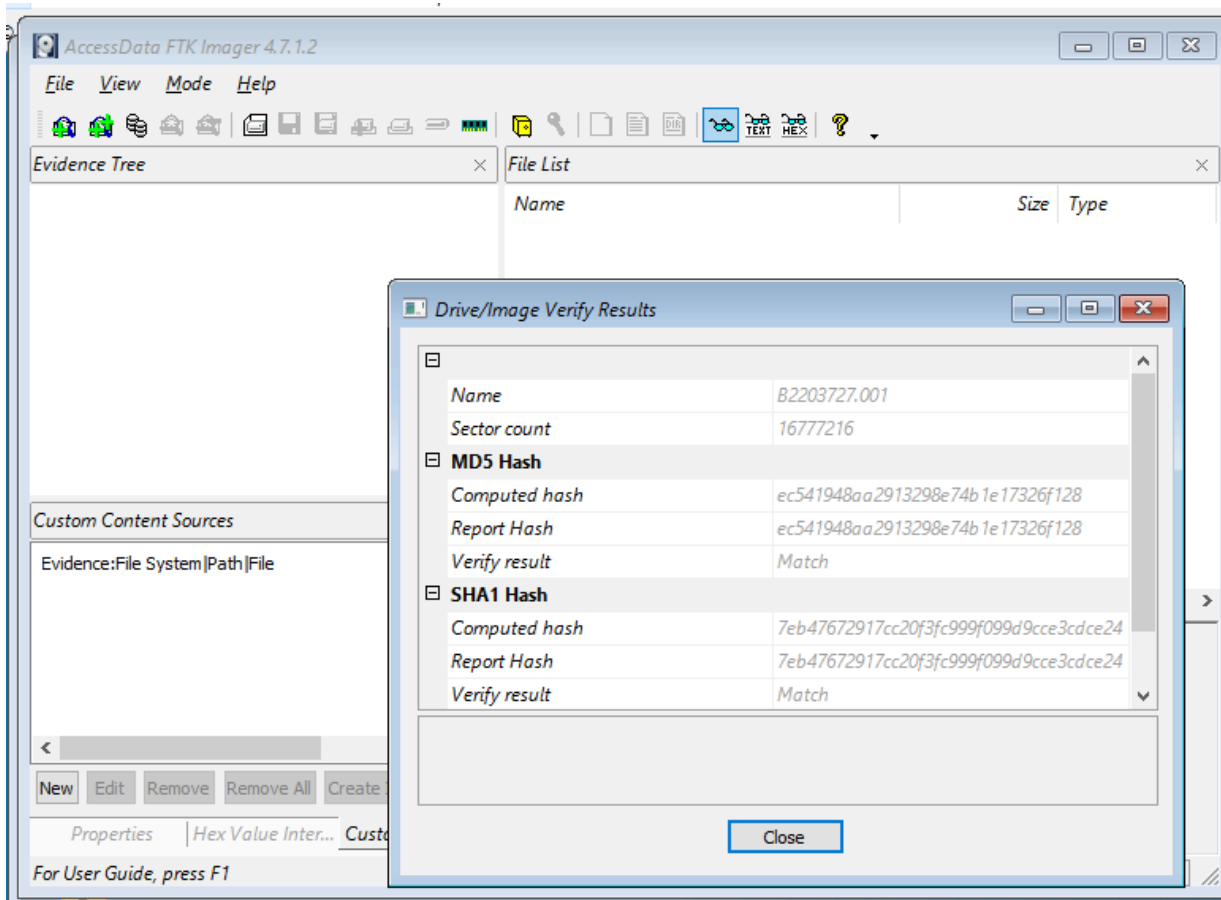 AccessData FTK Imager 4.7.1.2
File View Mode Help
TEXT HEX
Evidence Tree
File List
Name Size Type
Drive/Image Verify Results
Name B2203727.001
Sector count 16777216
MD5 Hash
Computed hash ec541948aa2913298e74b1e17326f128
Report Hash ec541948aa2913298e74b1e17326f128
Verify result Match
SHA1 Hash
Computed hash 7eb47672917cc20f3fc999f099d9cce3cdce24
Report Hash 7eb47672917cc20f3fc999f099d9cce3cdce24
Verify result Match
Custom Content Sources
Evidence:File System|Path|File
New Edit Remove Remove All Create
Properties Hex Value Inter... Custo
For User Guide, press F1
Close